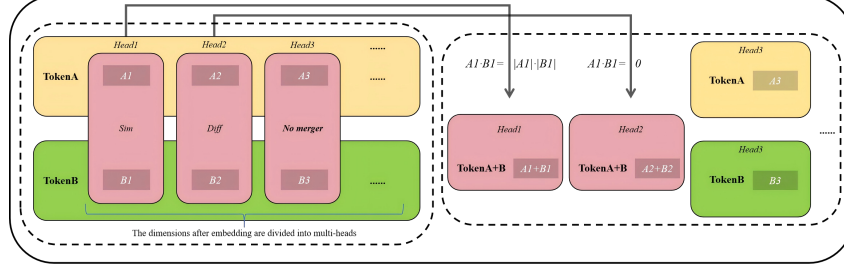 Head1 Head2 Head3 ......
TokenA A1 A2 A3 ......
Sim Diff No merger
TokenB B1 B2 B3 ......
The dimensions after embedding are divided into multi-heads
A1·B1= |A1|·|B1| A1·B1= 0
Head1 Head2
TokenA+B A1+B1 TokenA+B A2+B2
Head3
TokenA A3
......
Head3
TokenB B3